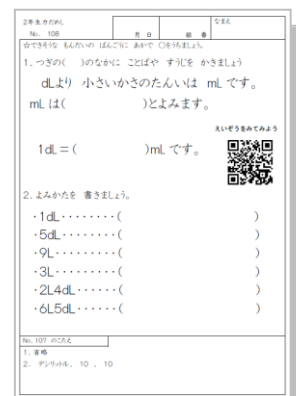 2年生 力だめし
No. 108
月 日 組 番
なまえ
☆できそうな もんだいの ばんごうに あかで ○をうちましょう。
1. つぎの( )のなかに ことばや すうじを かきましょう
dLより 小さいかさのたんいは mL です。
mL は( )とよみます。
えいぞうをみてみよう
1dL=( )mL です。
2. よみかたを 書きましょう。
・1dL・・・・・・・・( )
・5dL・・・・・・・・( )
・9L・・・・・・・・( )
・3L・・・・・・・・( )
・2L4dL・・・・・・( )
・6L5dL・・・・・・( )
No. 107 のこたえ
1. 省略
2. デシリットル, 10 , 10